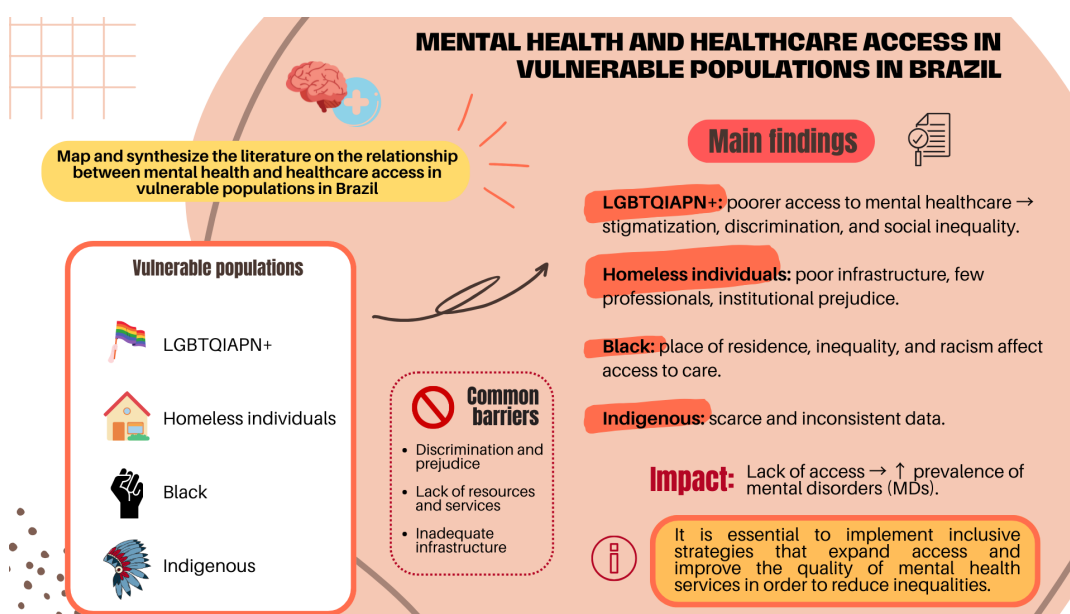 MENTAL HEALTH AND HEALTHCARE ACCESS IN
VULNERABLE POPULATIONS IN BRAZIL
Map and synthesize the literature on the relationship
between mental health and healthcare access in
vulnerable populations in Brazil
Vulnerable populations
LGBTQIAPN+
Homeless individuals
Black
Indigenous
Common
barriers
• Discrimination and
prejudice
• Lack of resources
and services
• Inadequate
infrastructure
Main findings
LGBTQIAPN+: poorer access to mental healthcare →
stigmatization, discrimination, and social inequality.
Homeless individuals: poor infrastructure, few
professionals, institutional prejudice.
Black: place of residence, inequality, and racism affect
access to care.
Indigenous: scarce and inconsistent data.
Impact: Lack of access → ↑ prevalence of
mental disorders (MDs).
It is essential to implement inclusive
strategies that expand access and
improve the quality of mental health
services in order to reduce inequalities.